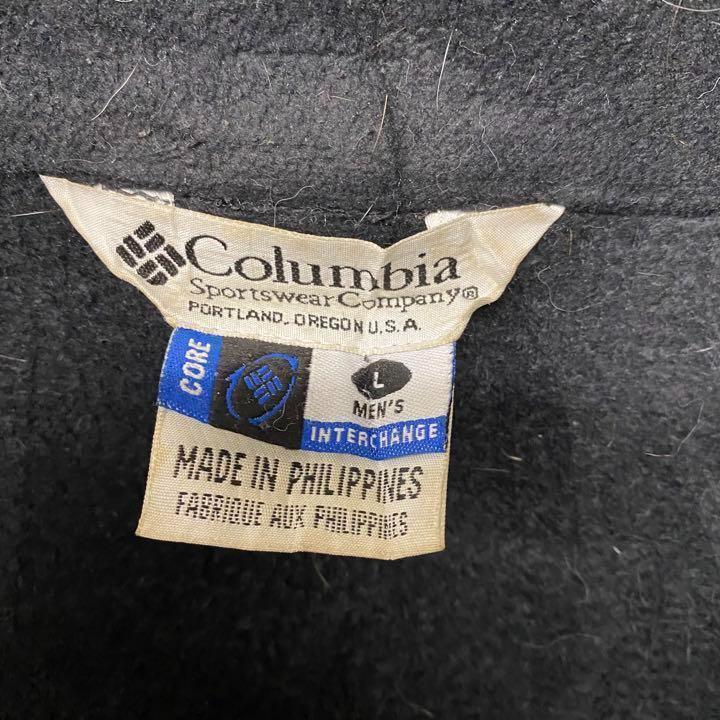 Columbia
Sportswear Company®
PORTLAND, OREGON U.S.A.
CORE
L
MEN'S
INTERCHANGE
MADE IN PHILIPPINES
FABRIQUE AUX PHILIPPINES